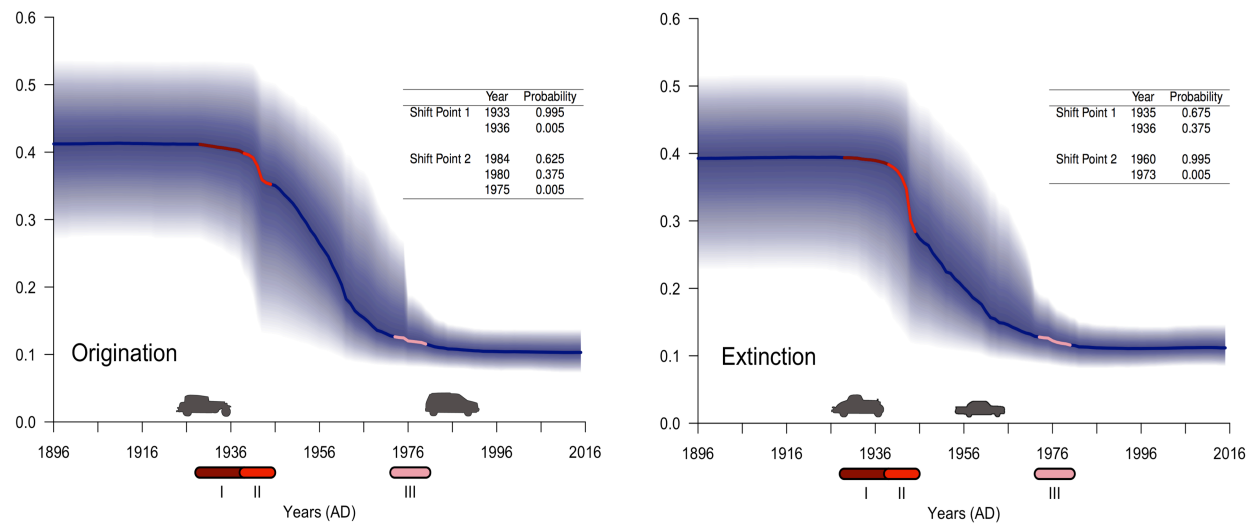 0.6
0.5
0.4
0.3
0.2
0.1
0.0
Year Probability
Shift Point 1 1933 0.995
1936 0.005
Shift Point 2 1984 0.625
1980 0.375
1975 0.005
Origination
1896 1916 1936 1956 1976 1996 2016
I II III
Years (AD)
0.6
0.5
0.4
0.3
0.2
0.1
0.0
Year Probability
Shift Point 1 1935 0.675
1936 0.375
Shift Point 2 1960 0.995
1973 0.005
Extinction
1896 1916 1936 1956 1976 1996 2016
I II III
Years (AD)